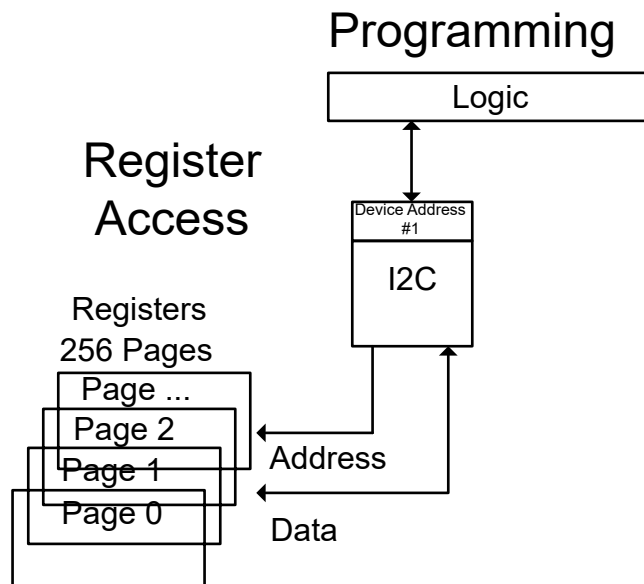 Programming
Logic
Register
Access
Device Address
#1
I2C
Registers
256 Pages
Page ...
Page 2
Page 1
Page 0
Address
Data